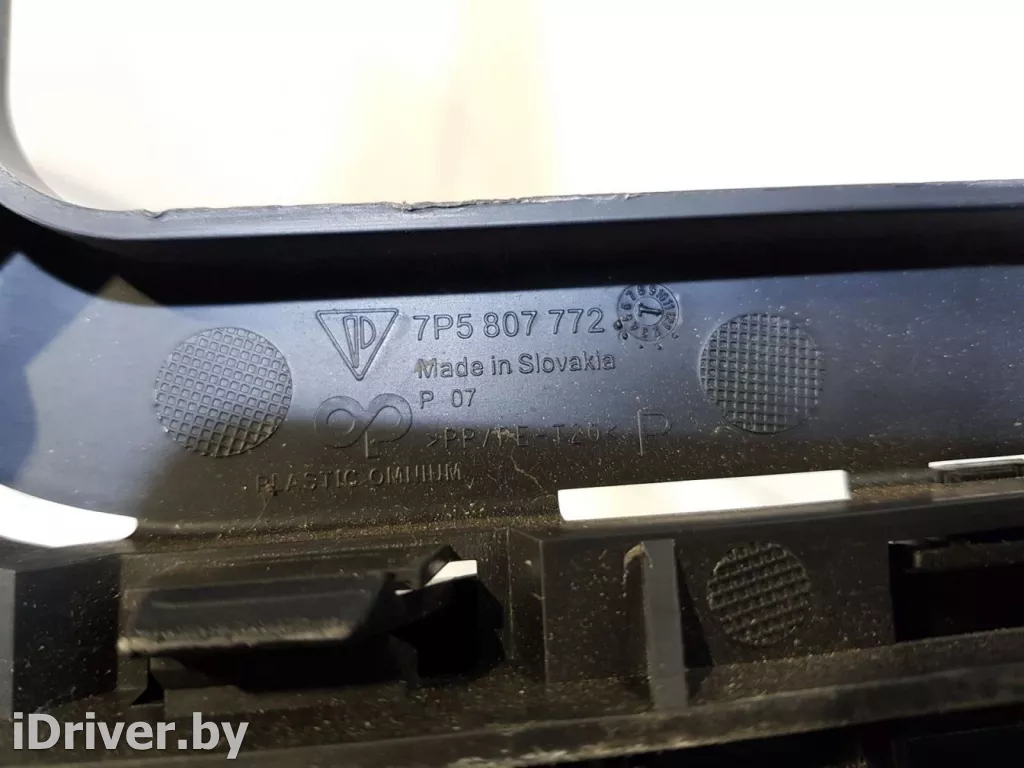 7P5 807 772
Made in Slovakia
P 07
>PP/PE-T20< P
PLASTIC OMNIUM
iDriver.by